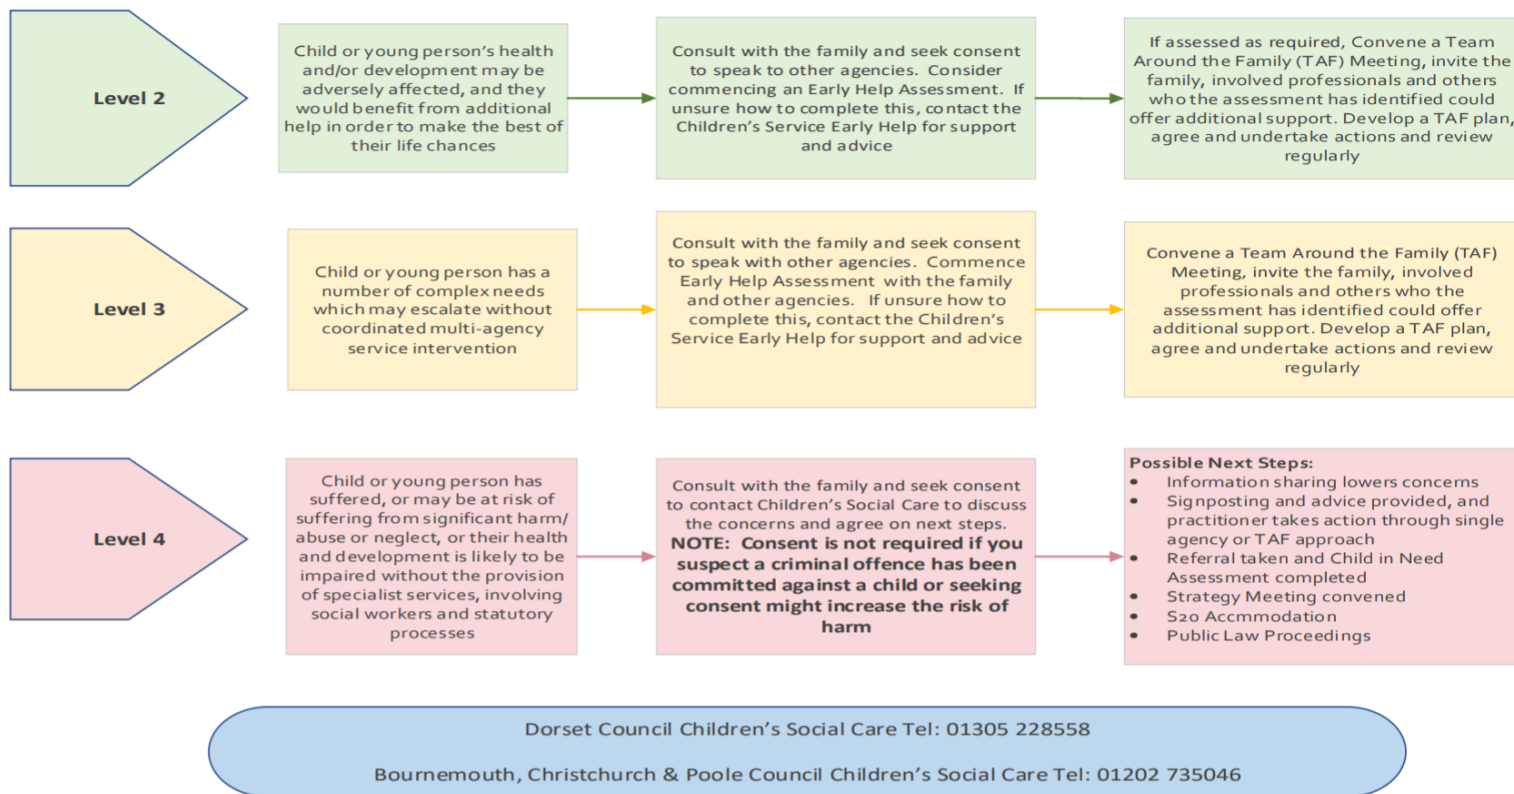 Level 2
Child or young person's health
and/or development may be
adversely affected, and they
would benefit from additional
help in order to make the best of
their life chances
Consult with the family and seek consent
to speak to other agencies. Consider
commencing an Early Help Assessment. If
unsure how to complete this, contact the
Children's Service Early Help for support
and advice
If assessed as required, Convene a Team
Around the Family (TAF) Meeting, invite the
family, involved professionals and others
who the assessment has identified could
offer additional support. Develop a TAF plan,
agree and undertake actions and review
regularly
Level 3
Child or young person has a
number of complex needs
which may escalate without
coordinated multi-agency
service intervention
Consult with the family and seek consent
to speak with other agencies. Commence
Early Help Assessment with the family
and other agencies. If unsure how to
complete this, contact the Children's
Service Early Help for support and advice
Convene a Team Around the Family (TAF)
Meeting, invite the family, involved
professionals and others who the
assessment has identified could offer
additional support. Develop a TAF plan,
agree and undertake actions and review
regularly
Level 4
Child or young person has
suffered, or may be at risk of
suffering from significant harm/
abuse or neglect, or their health
and development is likely to be
impaired without the provision
of specialist services, involving
social workers and statutory
processes
Consult with the family and seek consent
to contact Children's Social Care to discuss
the concerns and agree on next steps.
NOTE: Consent is not required if you
suspect a criminal offence has been
committed against a child or seeking
consent might increase the risk of
harm
Possible Next Steps:
• Information sharing lowers concerns
• Signposting and advice provided, and
practitioner takes action through single
agency or TAF approach
• Referral taken and Child in Need
Assessment completed
• Strategy Meeting convened
• S20 Accmmodation
• Public Law Proceedings
Dorset Council Children's Social Care Tel: 01305 228558
Bournemouth, Christchurch & Poole Council Children's Social Care Tel: 01202 735046